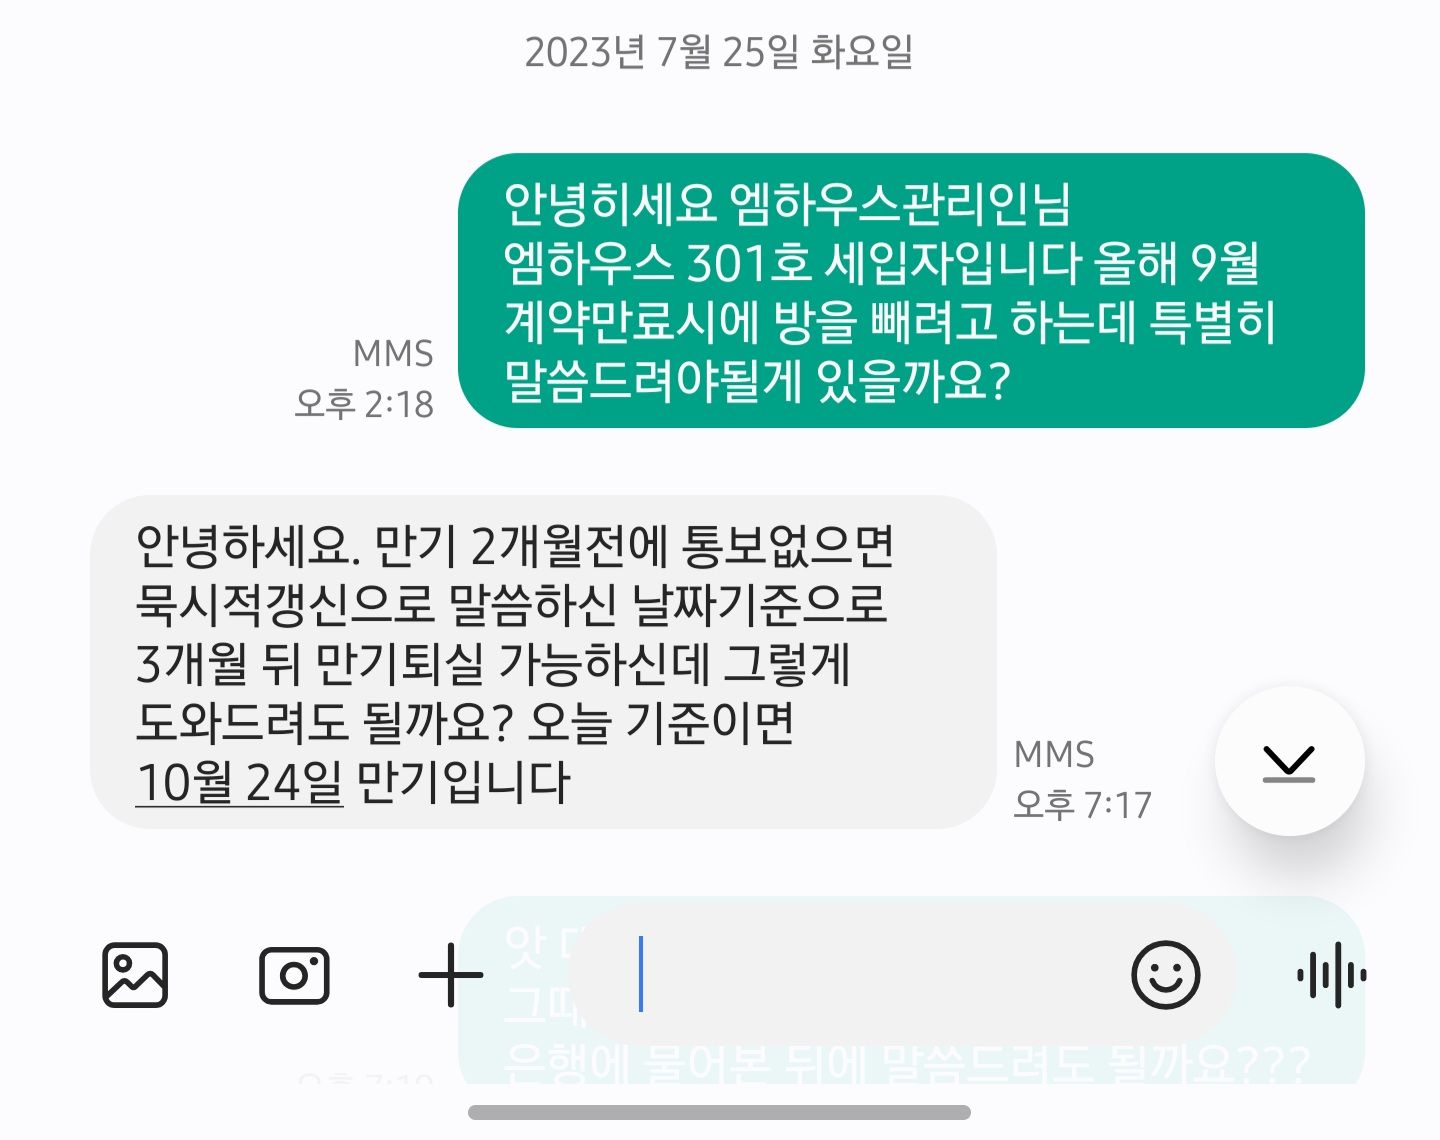 2023년 7월 25일 화요일
안녕히세요 엠하우스관리인님
엠하우스 301호 세입자입니다 올해 9월
계약만료시에 방을 빼려고 하는데 특별히
말씀드려야될게 있을까요?
MMS
오후 2:18
안녕하세요. 만기 2개월전에 통보없으면
묵시적갱신으로 말씀하신 날짜기준으로
3개월 뒤 만기퇴실 가능하신데 그렇게
도와드려도 될까요? 오늘 기준이면
10월 24일 만기입니다
MMS
오후 7:17
앗
은행에 물어본 뒤에 말씀드려도 될까요???